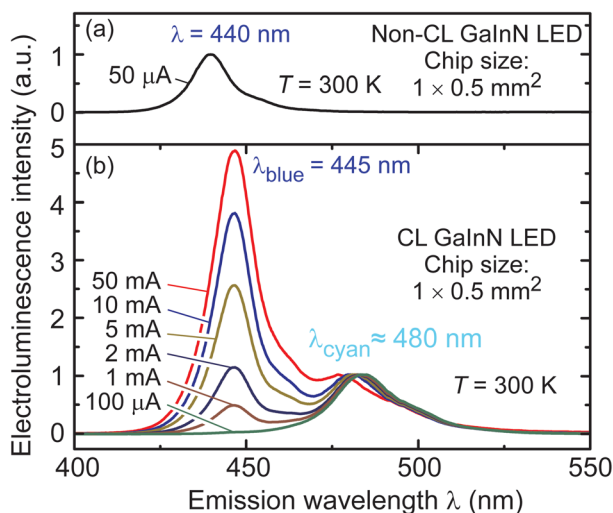 (a)
λ = 440 nm
Non-CL GaInN LED
Chip size:
1 × 0.5 mm²
50 µA
T = 300 K
1
0
Electroluminescence intensity (a.u.)
(b)
λblue = 445 nm
CL GaInN LED
Chip size:
1 × 0.5 mm²
λcyan ≈ 480 nm
T = 300 K
50 mA
10 mA
5 mA
2 mA
1 mA
100 µA
5
4
3
2
1
0
400
450
500
550
Emission wavelength λ (nm)